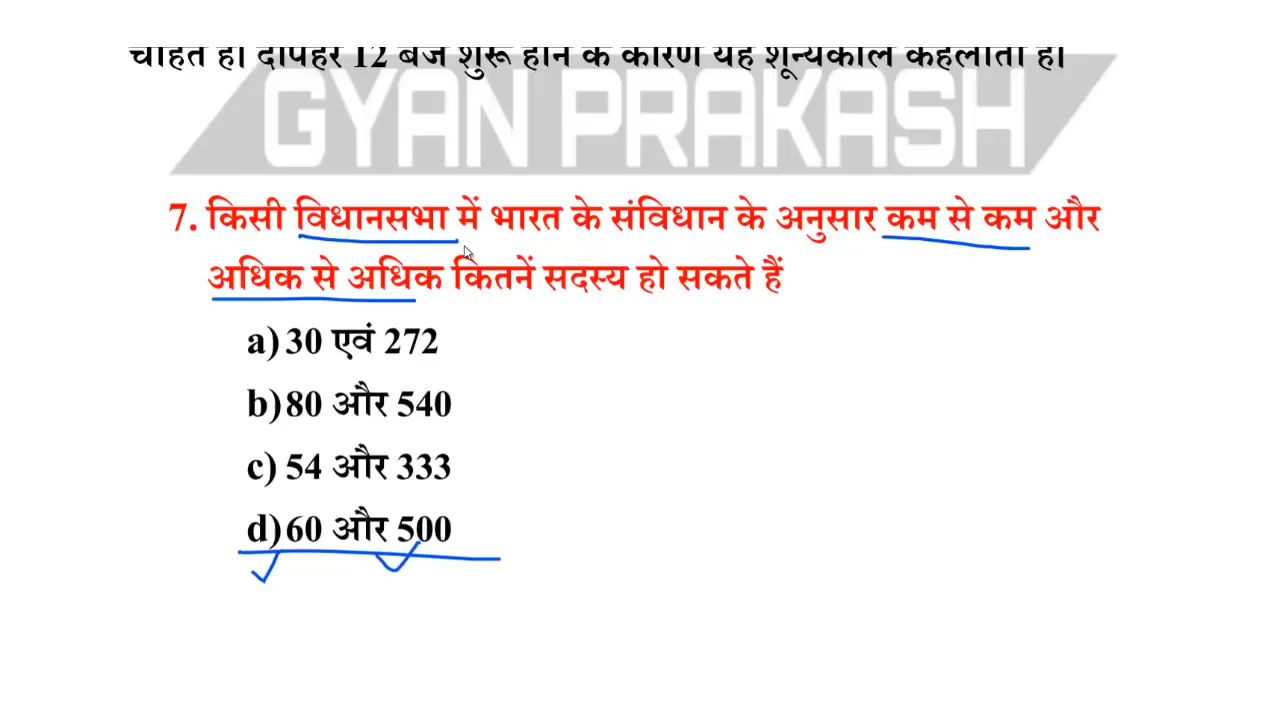 चाहते हैं। दोपहर 12 बजे शुरू होने के कारण यह शून्यकाल कहलाता है।
GYAN PRAKASH
7. किसी विधानसभा में भारत के संविधान के अनुसार कम से कम और
अधिक से अधिक कितनें सदस्य हो सकते हैं
a) 30 एवं 272
b) 80 और 540
c) 54 और 333
d) 60 और 500